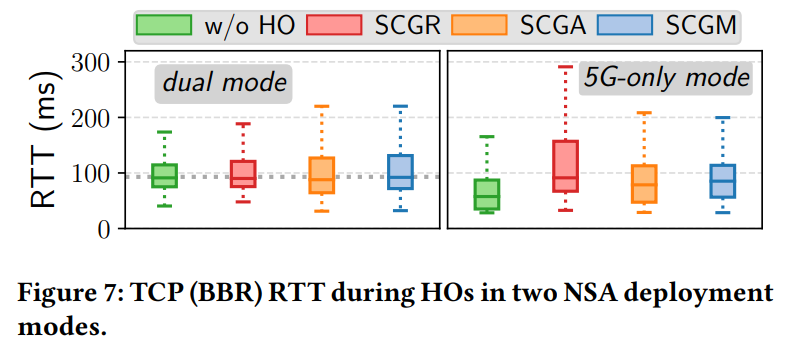 w/o HO SCGR SCGA SCGM
300
200
100
0
RTT (ms)
dual mode
5G-only mode
Figure 7: TCP (BBR) RTT during HOs in two NSA deployment
modes.